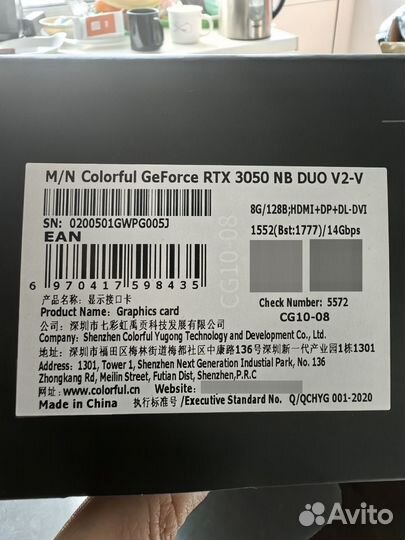 M/N Colorful GeForce RTX 3050 NB DUO V2-V
8G/128B;HDMI+DP+DL-DVI
SN: 0200501GWPG005J
1552(Bst:1777)/14Gbps
EAN
6 970417 598435
CG10-08
Check Number: 5572
CG10-08
产品名称: 显示接口卡
Product Name: Graphics card
公司: 深圳市七彩虹禹贡科技发展有限公司
Company: Shenzhen Colorful Yugong Technology and Development Co., Ltd.
地址: 深圳市福田区梅林街道梅都社区中康路136号深圳新一代产业园1栋1301
Address: 1301, Tower 1, Shenzhen Next Generation Industial Park, No. 136
Zhongkang Rd, Meilin Street, Futian Dist, Shenzhen,P.R.C
网址: www.colorful.cn Website:
Made in China 执行标准号/Executive Standard No. Q/QCHYG 001-2020
Avito